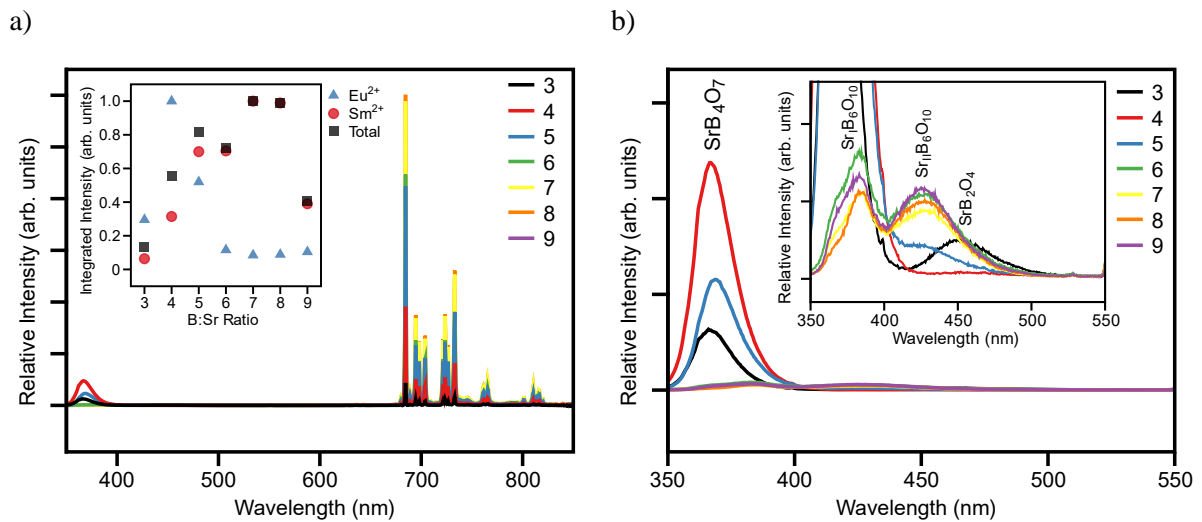 a)
Relative Intensity (arb. units)
Wavelength (nm)
400
500
600
700
800
3
4
5
6
7
8
9
Integrated Intensity (arb. units)
1.0
0.8
0.6
0.4
0.2
0
3
4
5
6
7
8
9
B:Sr Ratio
Eu²⁺
Sm²⁺
Total
b)
Relative Intensity (arb. units)
Wavelength (nm)
350
400
450
500
550
SrB₄O₇
3
4
5
6
7
8
9
Relative Intensity (arb. units)
SrIB₆O₁₀
SrIIB₆O₁₀
SrB₂O₄
350
400
450
500
550
Wavelength (nm)